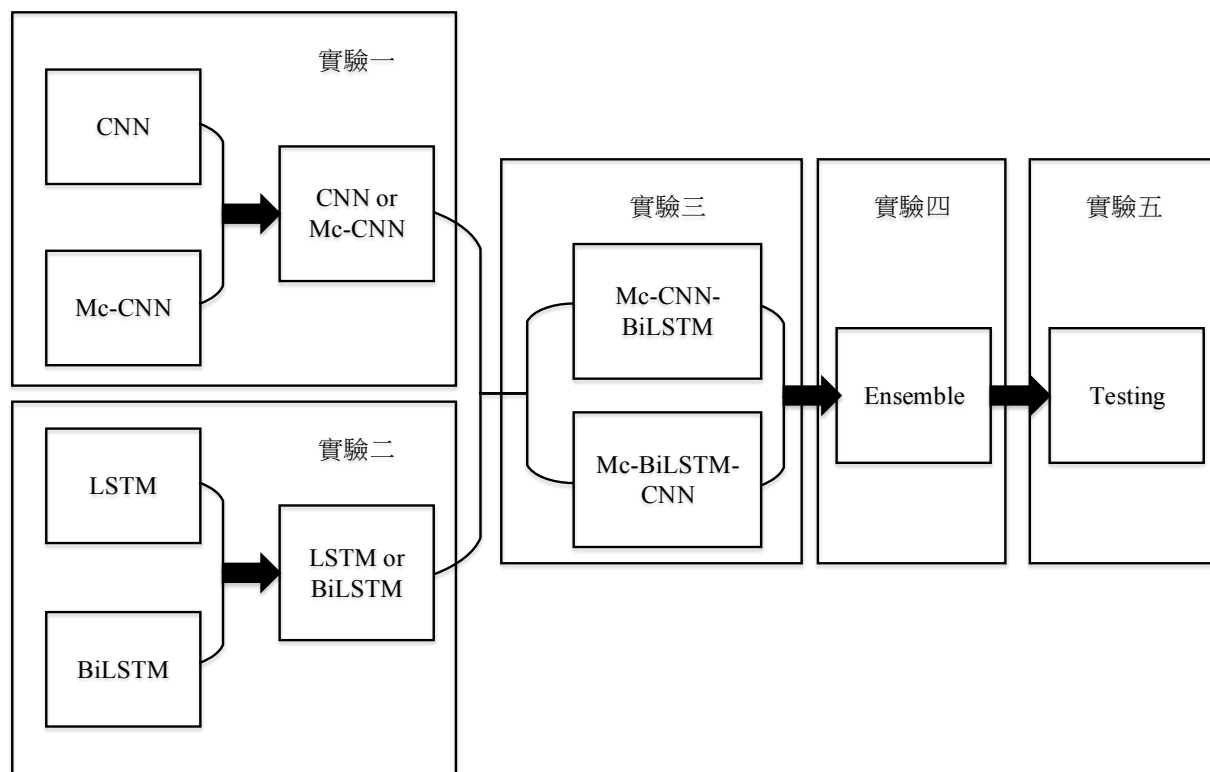 實驗一
CNN
Mc-CNN
CNN or
Mc-CNN
實驗二
LSTM
BiLSTM
LSTM or
BiLSTM
實驗三
Mc-CNN-
BiLSTM
Mc-BiLSTM-
CNN
實驗四
Ensemble
實驗五
Testing